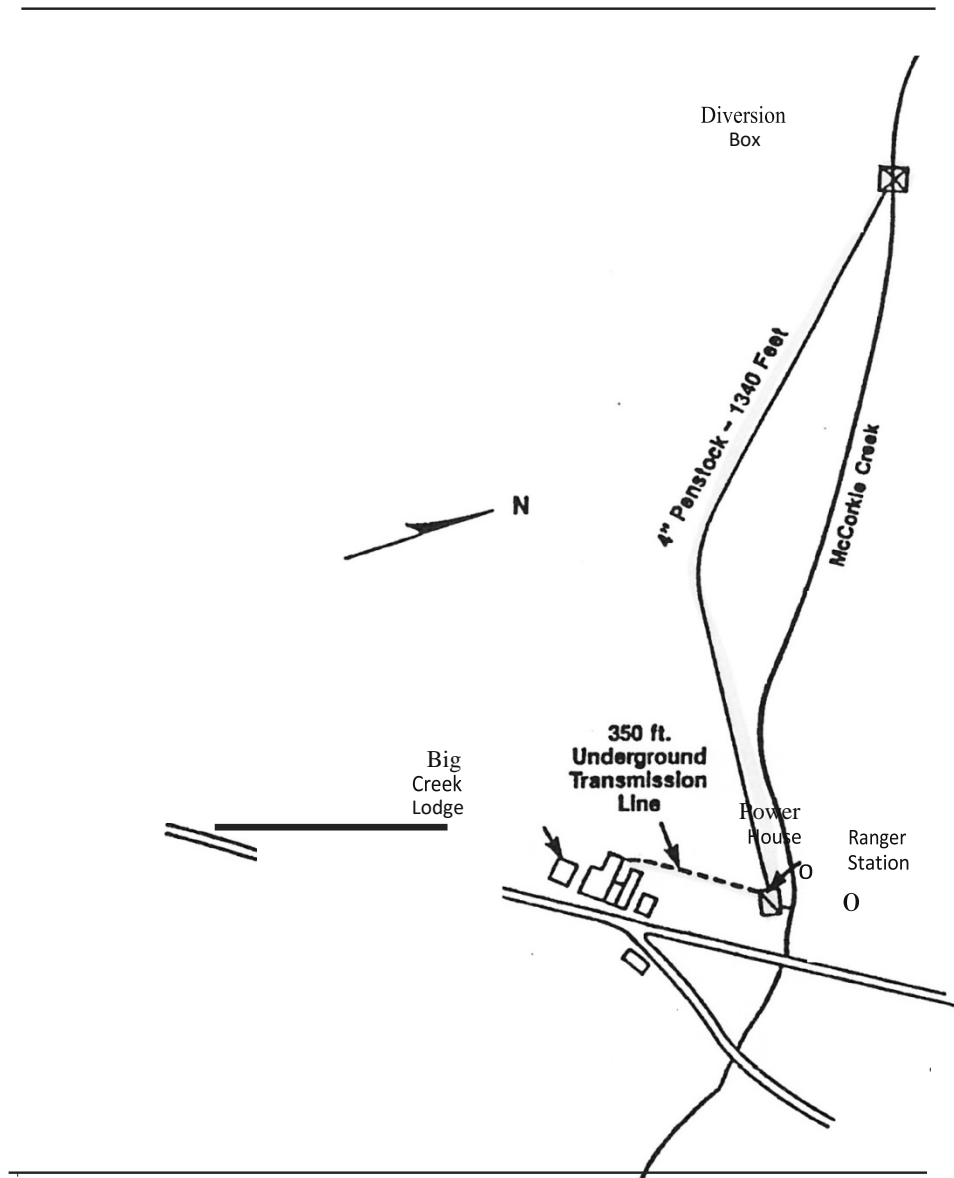 Diversion
Box
4" Penstock – 1340 Feet
McCorkle Creek
N
350 ft.
Underground
Transmission
Line
Big
Creek
Lodge
Power
House
Ranger
Station
O
O